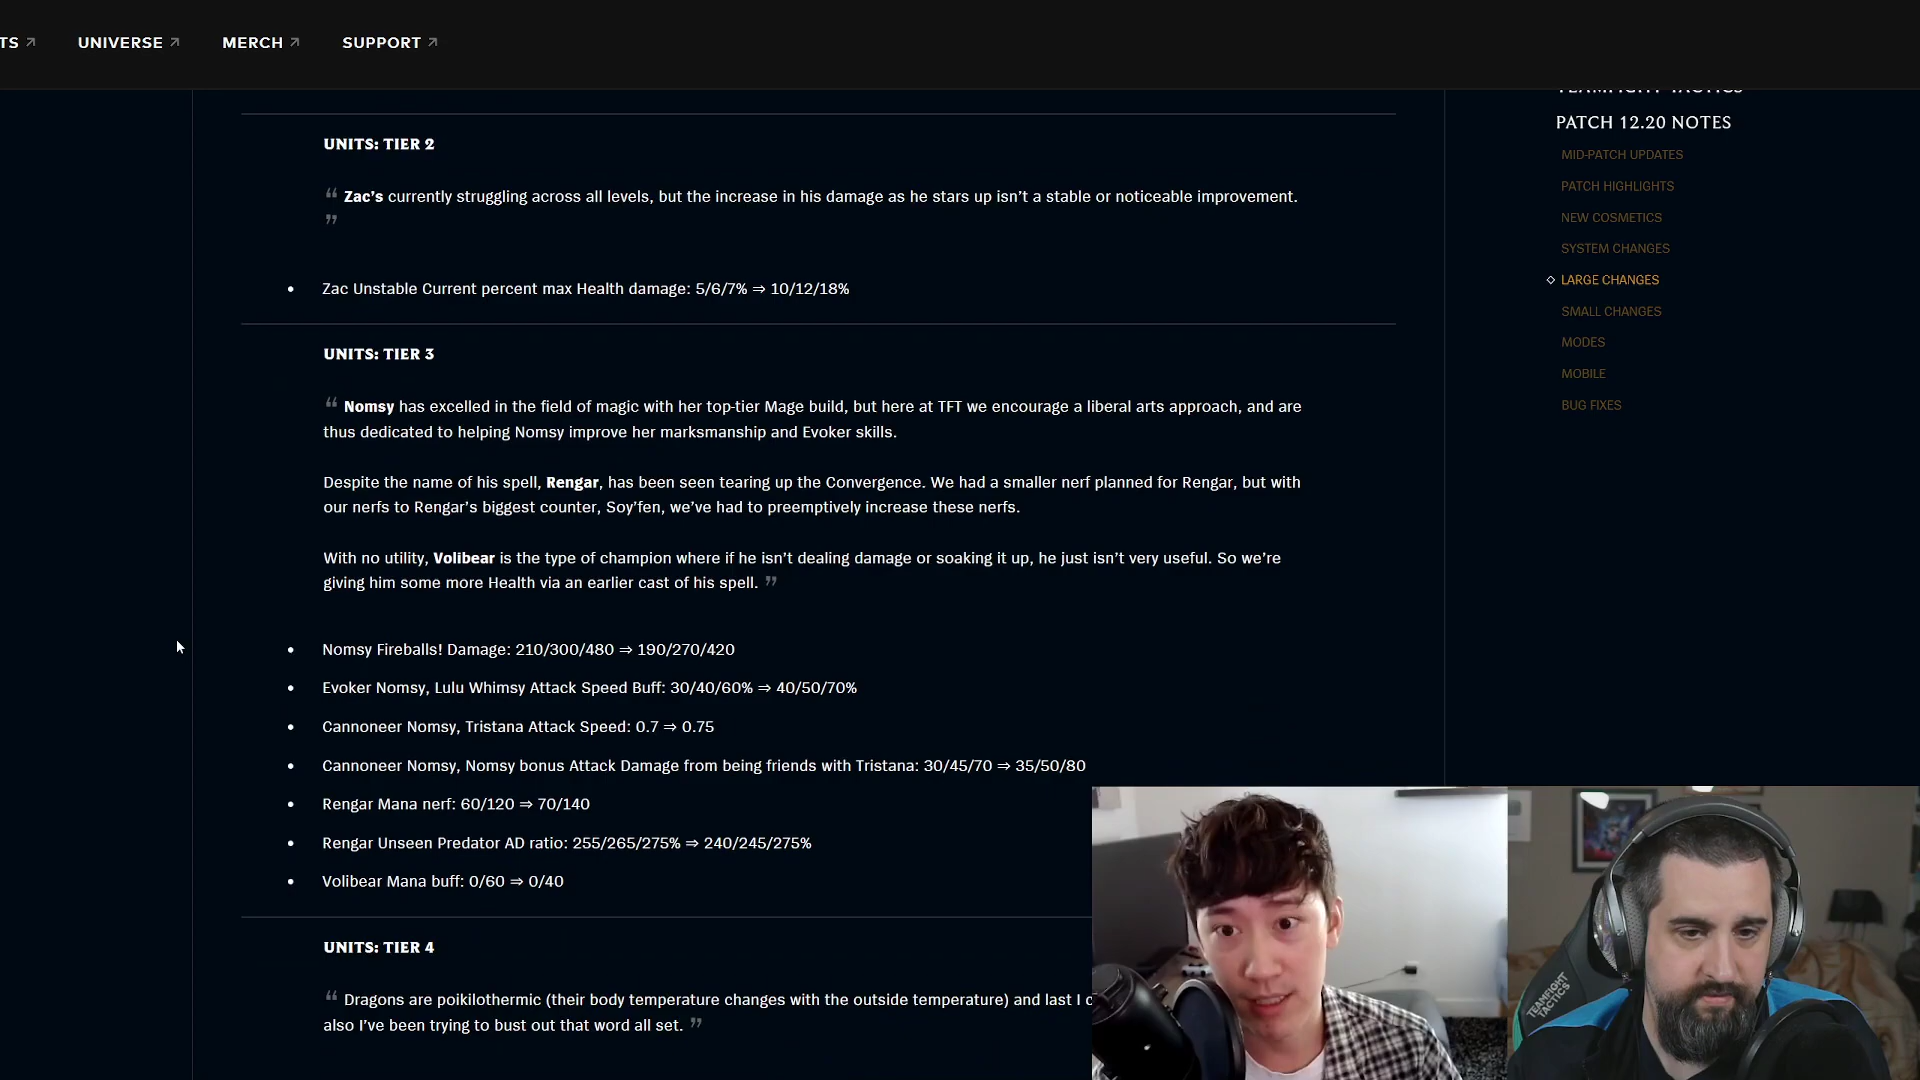 TS
UNIVERSE
MERCH
SUPPORT
TEAMFIGHT TACTICS
PATCH 12.20 NOTES
MID-PATCH UPDATES
PATCH HIGHLIGHTS
NEW COSMETICS
SYSTEM CHANGES
LARGE CHANGES
SMALL CHANGES
MODES
MOBILE
BUG FIXES
UNITS: TIER 2
“ Zac’s currently struggling across all levels, but the increase in his damage as he stars up isn’t a stable or noticeable improvement.
”
• Zac Unstable Current percent max Health damage: 5/6/7% ⇒ 10/12/18%
UNITS: TIER 3
“ Nomsy has excelled in the field of magic with her top-tier Mage build, but here at TFT we encourage a liberal arts approach, and are
thus dedicated to helping Nomsy improve her marksmanship and Evoker skills.
Despite the name of his spell, Rengar, has been seen tearing up the Convergence. We had a smaller nerf planned for Rengar, but with
our nerfs to Rengar’s biggest counter, Soy’fen, we’ve had to preemptively increase these nerfs.
With no utility, Volibear is the type of champion where if he isn’t dealing damage or soaking it up, he just isn’t very useful. So we’re
giving him some more Health via an earlier cast of his spell. ”
• Nomsy Fireballs! Damage: 210/300/480 ⇒ 190/270/420
• Evoker Nomsy, Lulu Whimsy Attack Speed Buff: 30/40/60% ⇒ 40/50/70%
• Cannoneer Nomsy, Tristana Attack Speed: 0.7 ⇒ 0.75
• Cannoneer Nomsy, Nomsy bonus Attack Damage from being friends with Tristana: 30/45/70 ⇒ 35/50/80
• Rengar Mana nerf: 60/120 ⇒ 70/140
• Rengar Unseen Predator AD ratio: 255/265/275% ⇒ 240/245/275%
• Volibear Mana buff: 0/60 ⇒ 0/40
UNITS: TIER 4
“ Dragons are poikilothermic (their body temperature changes with the outside temperature) and last I
also I’ve been trying to bust out that word all set. ”
TEAMFIGHT
TACTICS